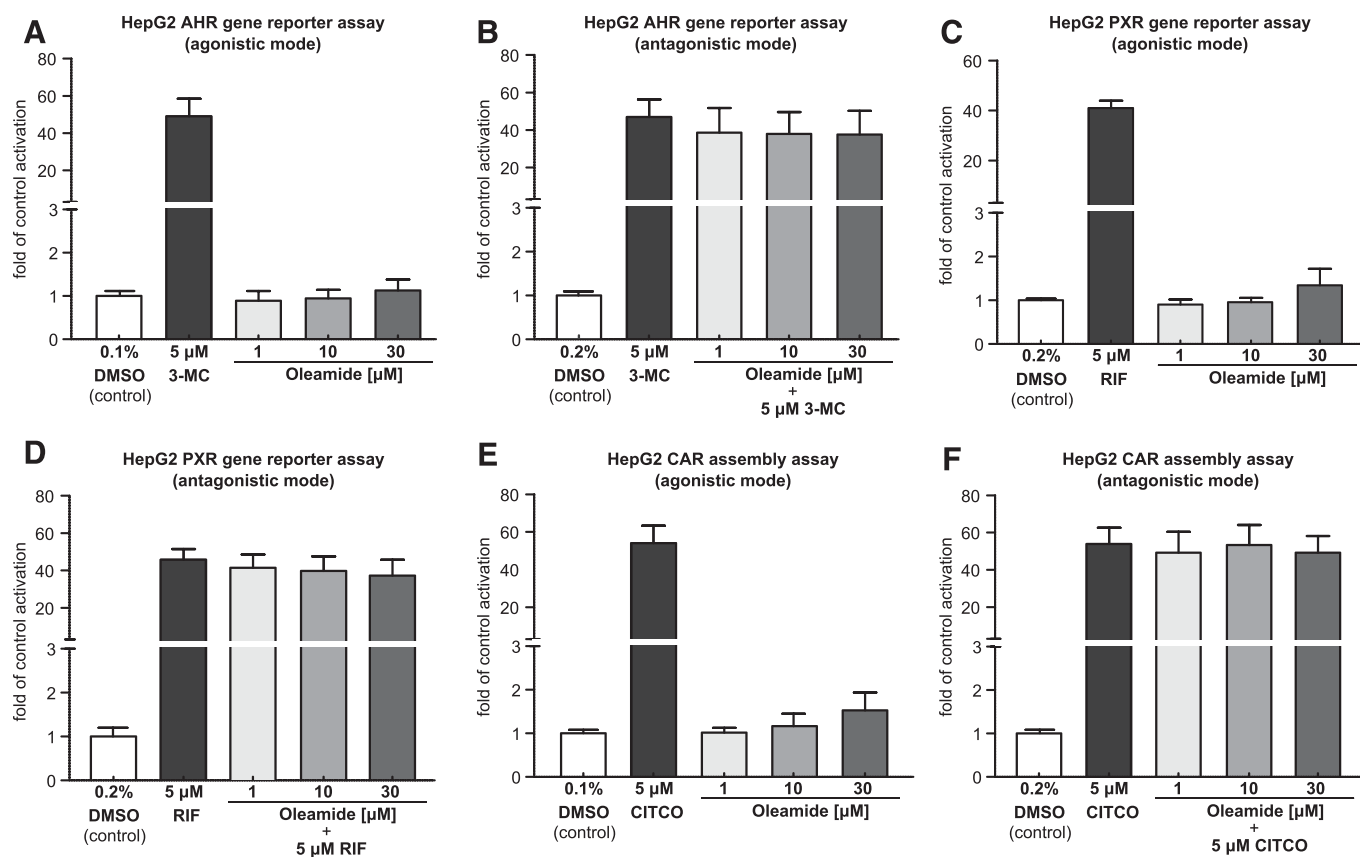 A
HepG2 AHR gene reporter assay
(agonistic mode)
fold of control activation
80
60
40
20
3
2
1
0
0.1% 5 µM 1 10 30
DMSO 3-MC Oleamide [µM]
(control)
B
HepG2 AHR gene reporter assay
(antagonistic mode)
fold of control activation
80
60
40
20
3
2
1
0
0.2% 5 µM 1 10 30
DMSO 3-MC Oleamide [µM]
(control) +
5 µM 3-MC
C
HepG2 PXR gene reporter assay
(agonistic mode)
fold of control activation
60
40
20
3
2
1
0
0.2% 5 µM 1 10 30
DMSO RIF Oleamide [µM]
(control)
D
HepG2 PXR gene reporter assay
(antagonistic mode)
fold of control activation
80
60
40
20
3
2
1
0
0.2% 5 µM 1 10 30
DMSO RIF Oleamide [µM]
(control) +
5 µM RIF
E
HepG2 CAR assembly assay
(agonistic mode)
fold of control activation
80
60
40
20
3
2
1
0
0.1% 5 µM 1 10 30
DMSO CITCO Oleamide [µM]
(control)
F
HepG2 CAR assembly assay
(antagonistic mode)
fold of control activation
80
60
40
20
3
2
1
0
0.2% 5 µM 1 10 30
DMSO CITCO Oleamide [µM]
(control) +
5 µM CITCO